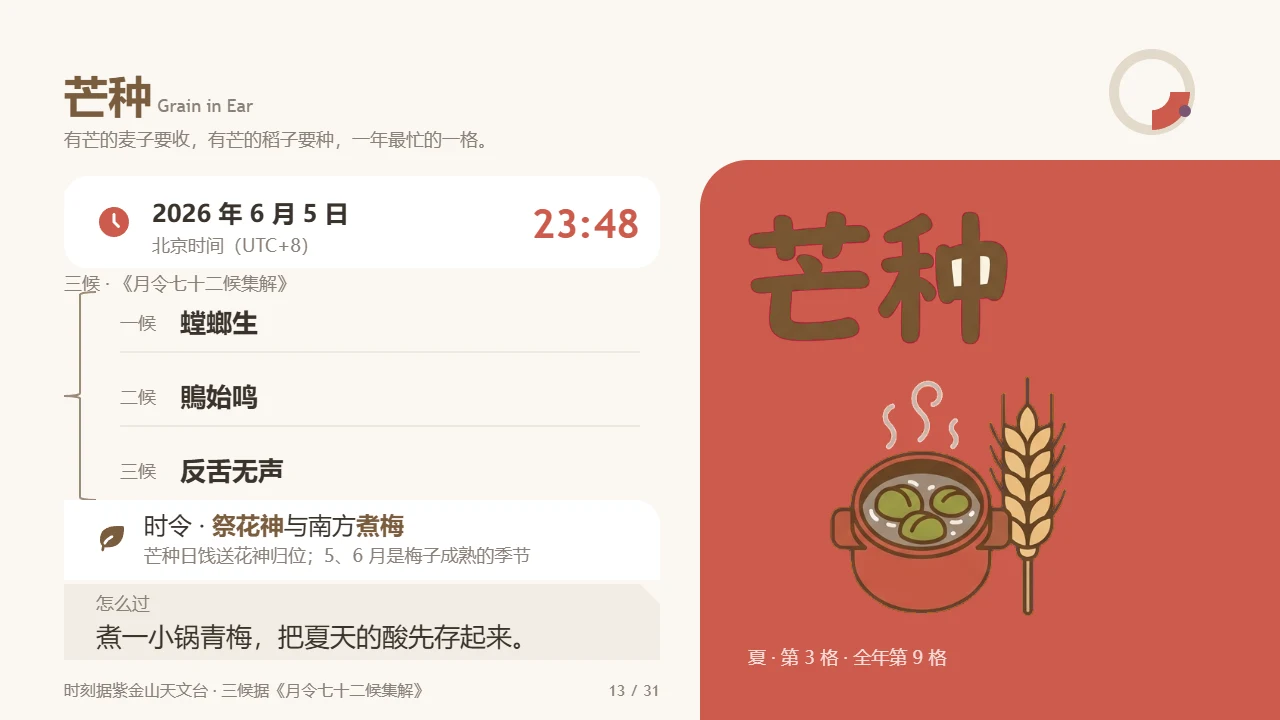 芒种 Grain in Ear
有芒的麦子要收，有芒的稻子要种，一年最忙的一格。
2026 年 6 月 5 日
北京时间（UTC+8）
23:48
三候 · 《月令七十二候集解》
一候 螳螂生
二候 鵙始鸣
三候 反舌无声
时令 · 祭花神与南方煮梅
芒种日饯送花神归位；5、6 月是梅子成熟的季节
怎么过
煮一小锅青梅，把夏天的酸先存起来。
时刻据紫金山天文台 · 三候据《月令七十二候集解》
13 / 31
芒种
夏 · 第 3 格 · 全年第 9 格